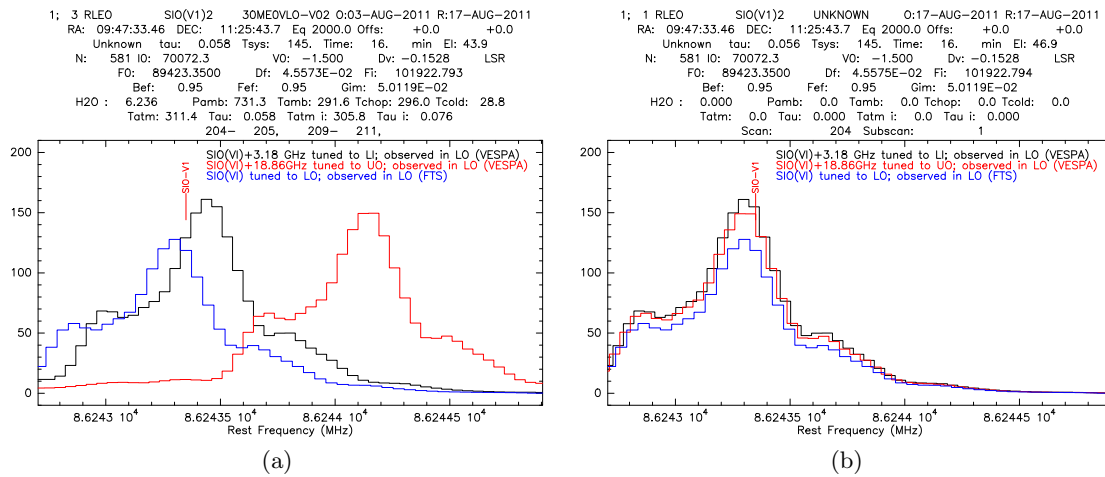 1; 3 RLEO SIO(V1)2 30ME0VLO-V02 O:03-AUG-2011 R:17-AUG-2011
RA: 09:47:33.46 DEC: 11:25:43.7 Eq 2000.0 Offs: +0.0 +0.0
Unknown tau: 0.058 Tsys: 145. Time: 16. min El: 43.9
N: 581 I0: 70072.3 V0: -1.500 Dv: -0.1528 LSR
F0: 89423.3500 Df: 4.5573E-02 Fi: 101922.793
Bef: 0.95 Fef: 0.95 Gim: 5.0119E-02
H2O : 6.236 Pamb: 731.3 Tamb: 291.6 Tchop: 296.0 Tcold: 28.8
Tatm: 311.4 Tau: 0.058 Tatm i: 305.8 Tau i: 0.076
204- 205, 209- 211,
200
150
100
50
0
SIO(VI)+3.18 GHz tuned to LI; observed in LO (VESPA)
SIO(VI)+18.86GHz tuned to UO; observed in LO (VESPA)
SIO(VI) tuned to LO; observed in LO (FTS)
SIO-V1
8.6243 10⁴ 8.62435 10⁴ 8.6244 10⁴ 8.62445 10⁴
Rest Frequency (MHz)
(a)
1; 1 RLEO SIO(V1)2 UNKNOWN O:17-AUG-2011 R:17-AUG-2011
RA: 09:47:33.46 DEC: 11:25:43.7 Eq 2000.0 Offs: +0.0 +0.0
Unknown tau: 0.056 Tsys: 145. Time: 16. min El: 46.9
N: 581 I0: 70072.3 V0: -1.500 Dv: -0.1528 LSR
F0: 89423.3500 Df: 4.5575E-02 Fi: 101922.794
Bef: 0.95 Fef: 0.95 Gim: 5.0119E-02
H2O : 0.000 Pamb: 0.0 Tamb: 0.0 Tchop: 0.0 Tcold: 0.0
Tatm: 0.0 Tau: 0.000 Tatm i: 0.0 Tau i: 0.000
Scan: 204 Subscan: 1
200
150
100
50
0
SIO(VI)+3.18 GHz tuned to LI; observed in LO (VESPA)
SIO(VI)+18.86GHz tuned to UO; observed in LO (VESPA)
SIO(VI) tuned to LO; observed in LO (FTS)
SIO-V1
8.6243 10⁴ 8.62435 10⁴ 8.6244 10⁴ 8.62445 10⁴
Rest Frequency (MHz)
(b)